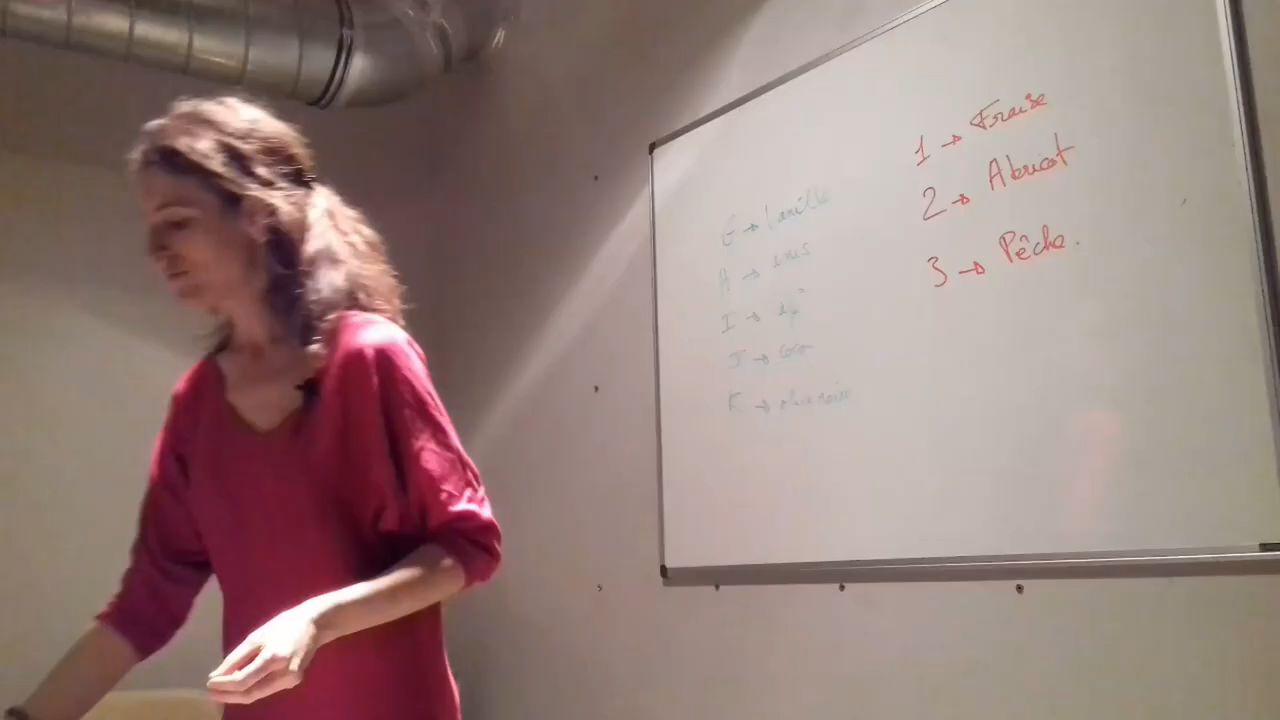 G → Vanille
H →
I →
J → coco
K →
1 → Fraise
2 → Abricot
3 → Pêche.